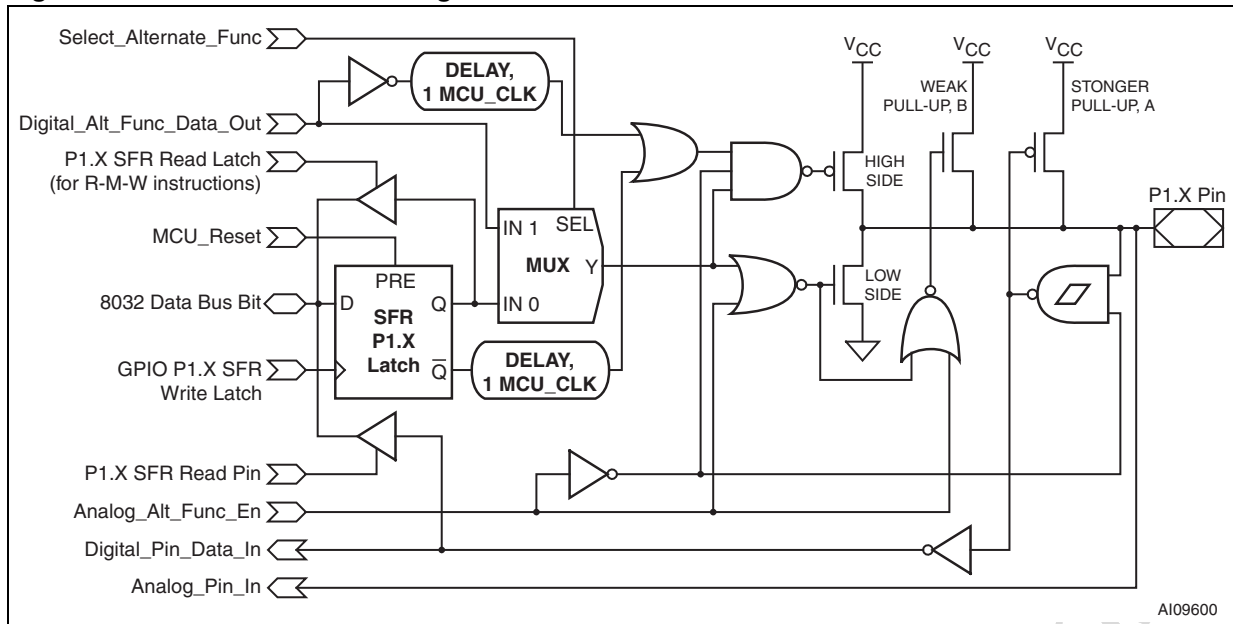 Select_Alternate_Func
DELAY,
1 MCU_CLK
Digital_Alt_Func_Data_Out
P1.X SFR Read Latch
(for R-M-W instructions)
MCU_Reset
8032 Data Bus Bit
GPIO P1.X SFR
Write Latch
P1.X SFR Read Pin
Analog_Alt_Func_En
Digital_Pin_Data_In
Analog_Pin_In
PRE
D
Q
SFR
P1.X
Latch
Q
DELAY,
1 MCU_CLK
IN 1
SEL
MUX
Y
IN 0
VCC
HIGH
SIDE
LOW
SIDE
VCC
WEAK
PULL-UP, B
VCC
STONGER
PULL-UP, A
P1.X Pin
AI09600